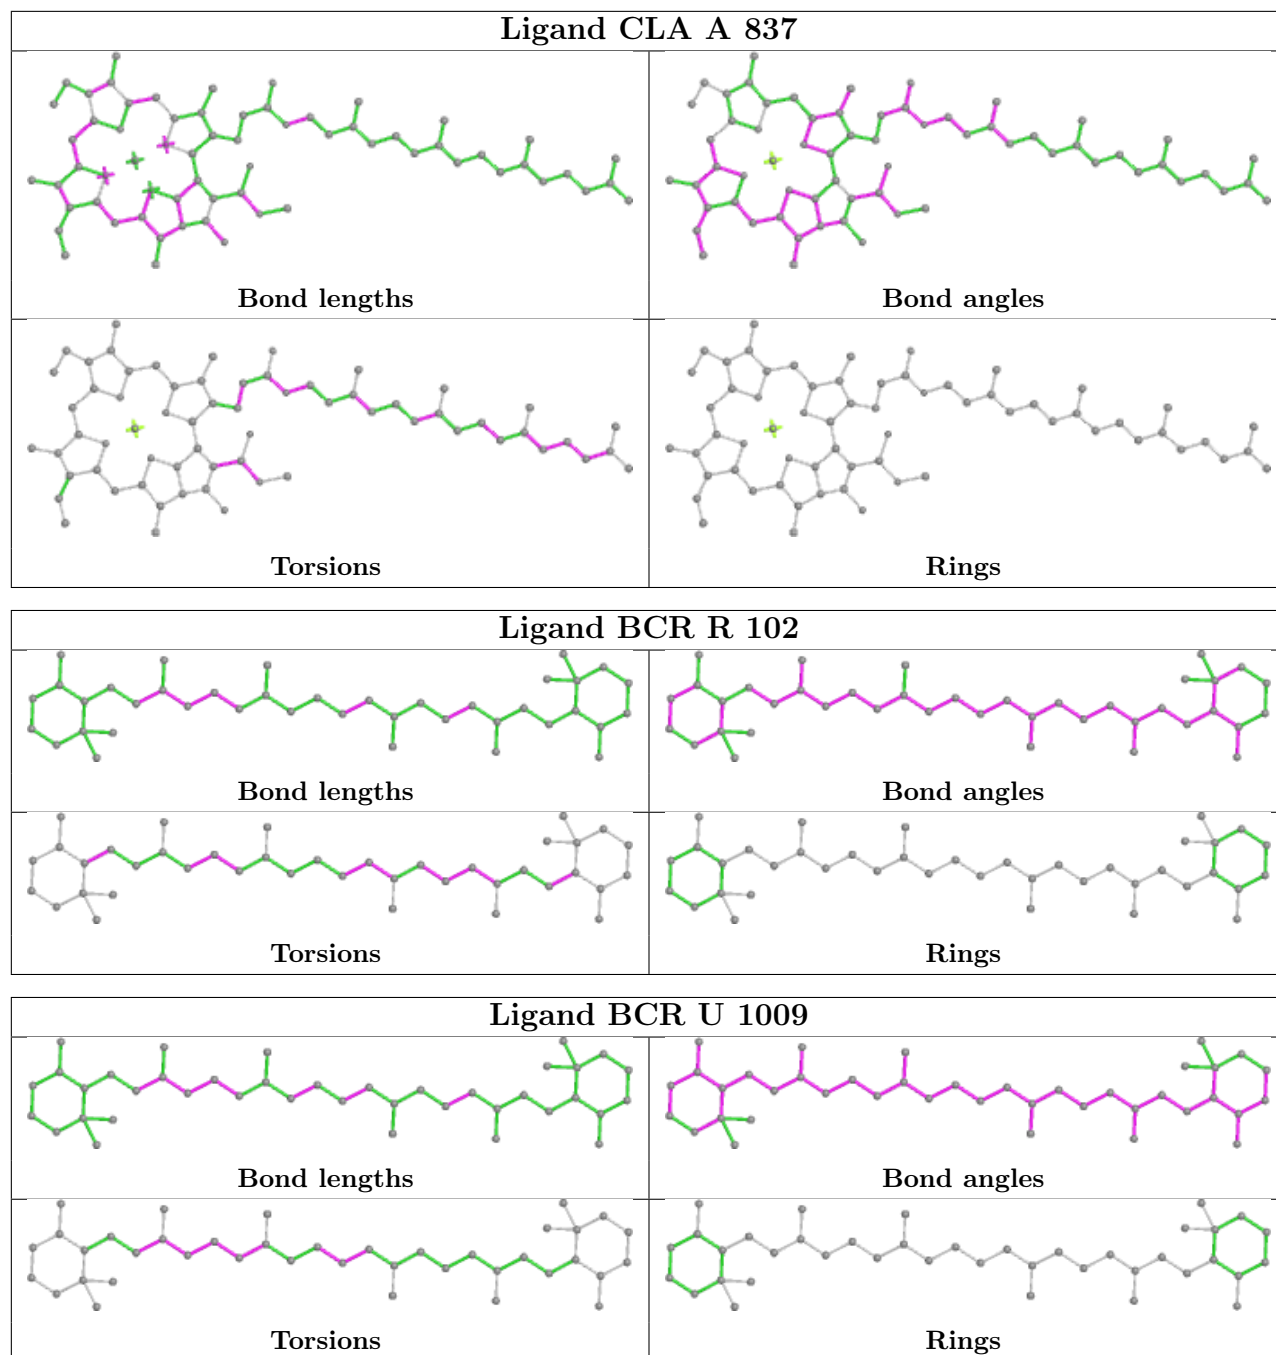 Ligand CLA A 837
Bond lengths
Bond angles
Torsions
Rings
Ligand BCR R 102
Bond lengths
Bond angles
Torsions
Rings
Ligand BCR U 1009
Bond lengths
Bond angles
Torsions
Rings